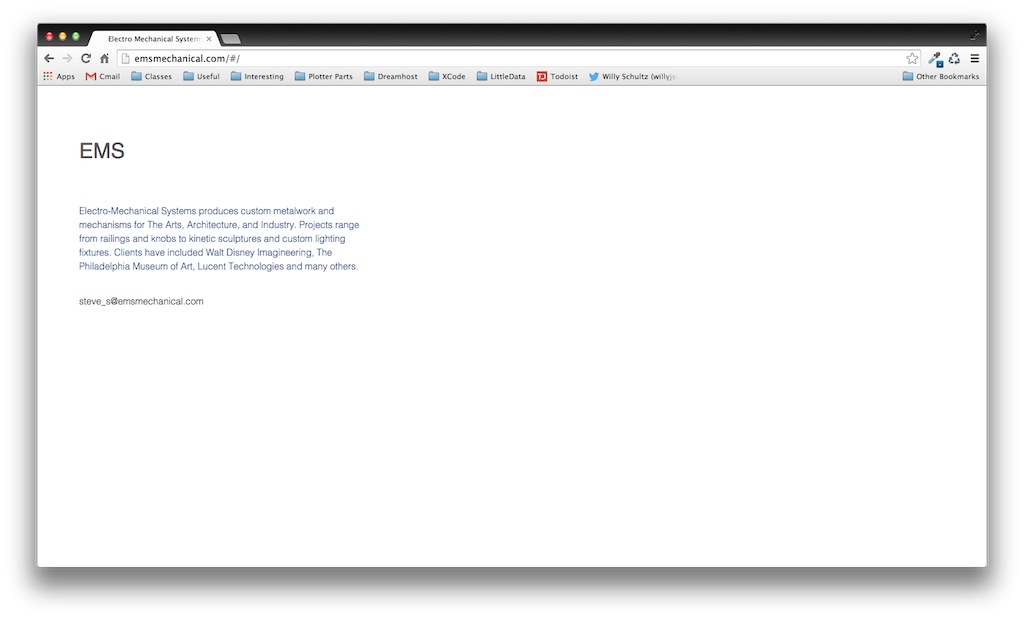 Electro Mechanical System
emsmechanical.com/#/
Apps Cmail Classes Useful Interesting Plotter Parts Dreamhost XCode LittleData Todoist Willy Schultz (willyjs Other Bookmarks
EMS
Electro-Mechanical Systems produces custom metalwork and
mechanisms for The Arts, Architecture, and Industry. Projects range
from railings and knobs to kinetic sculptures and custom lighting
fixtures. Clients have included Walt Disney Imagineering, The
Philadelphia Museum of Art, Lucent Technologies and many others.
steve_s@emsmechanical.com